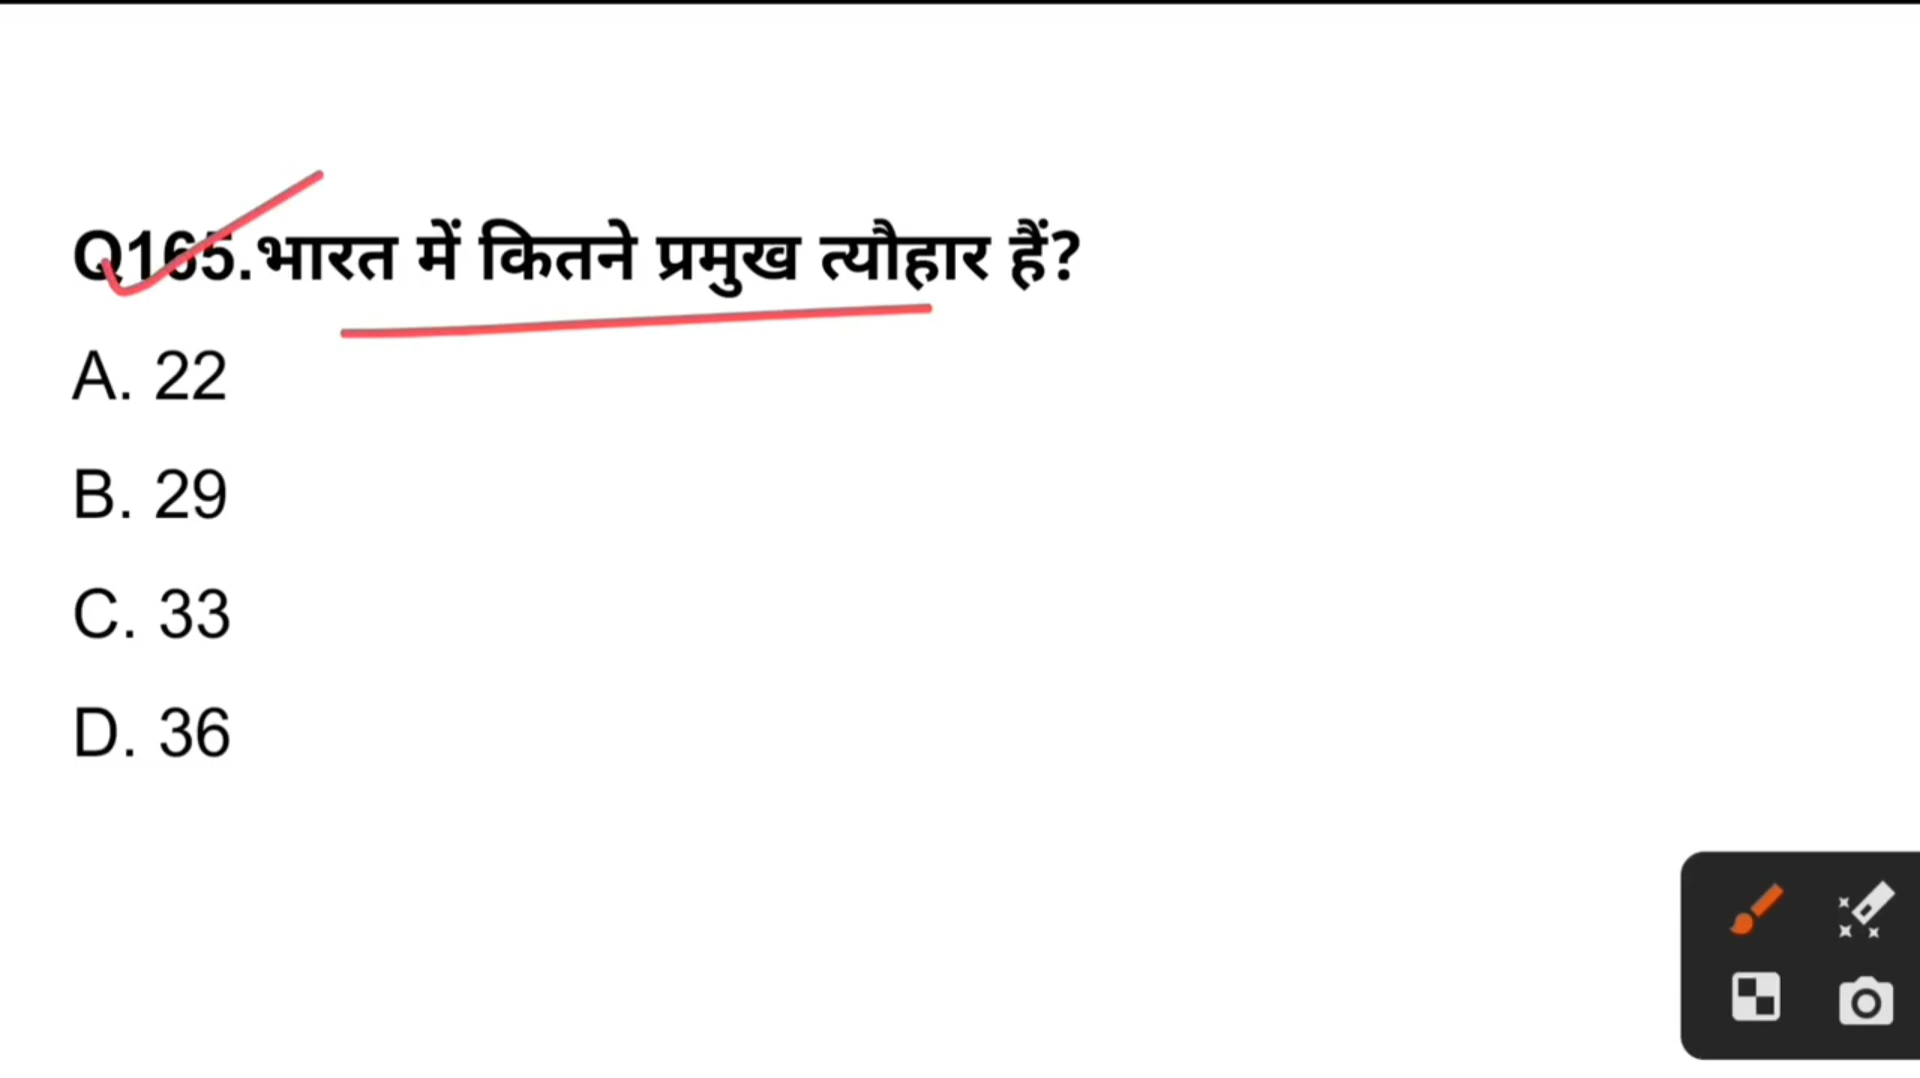 Q165.भारत में कितने प्रमुख त्यौहार हैं?
A. 22
B. 29
C. 33
D. 36